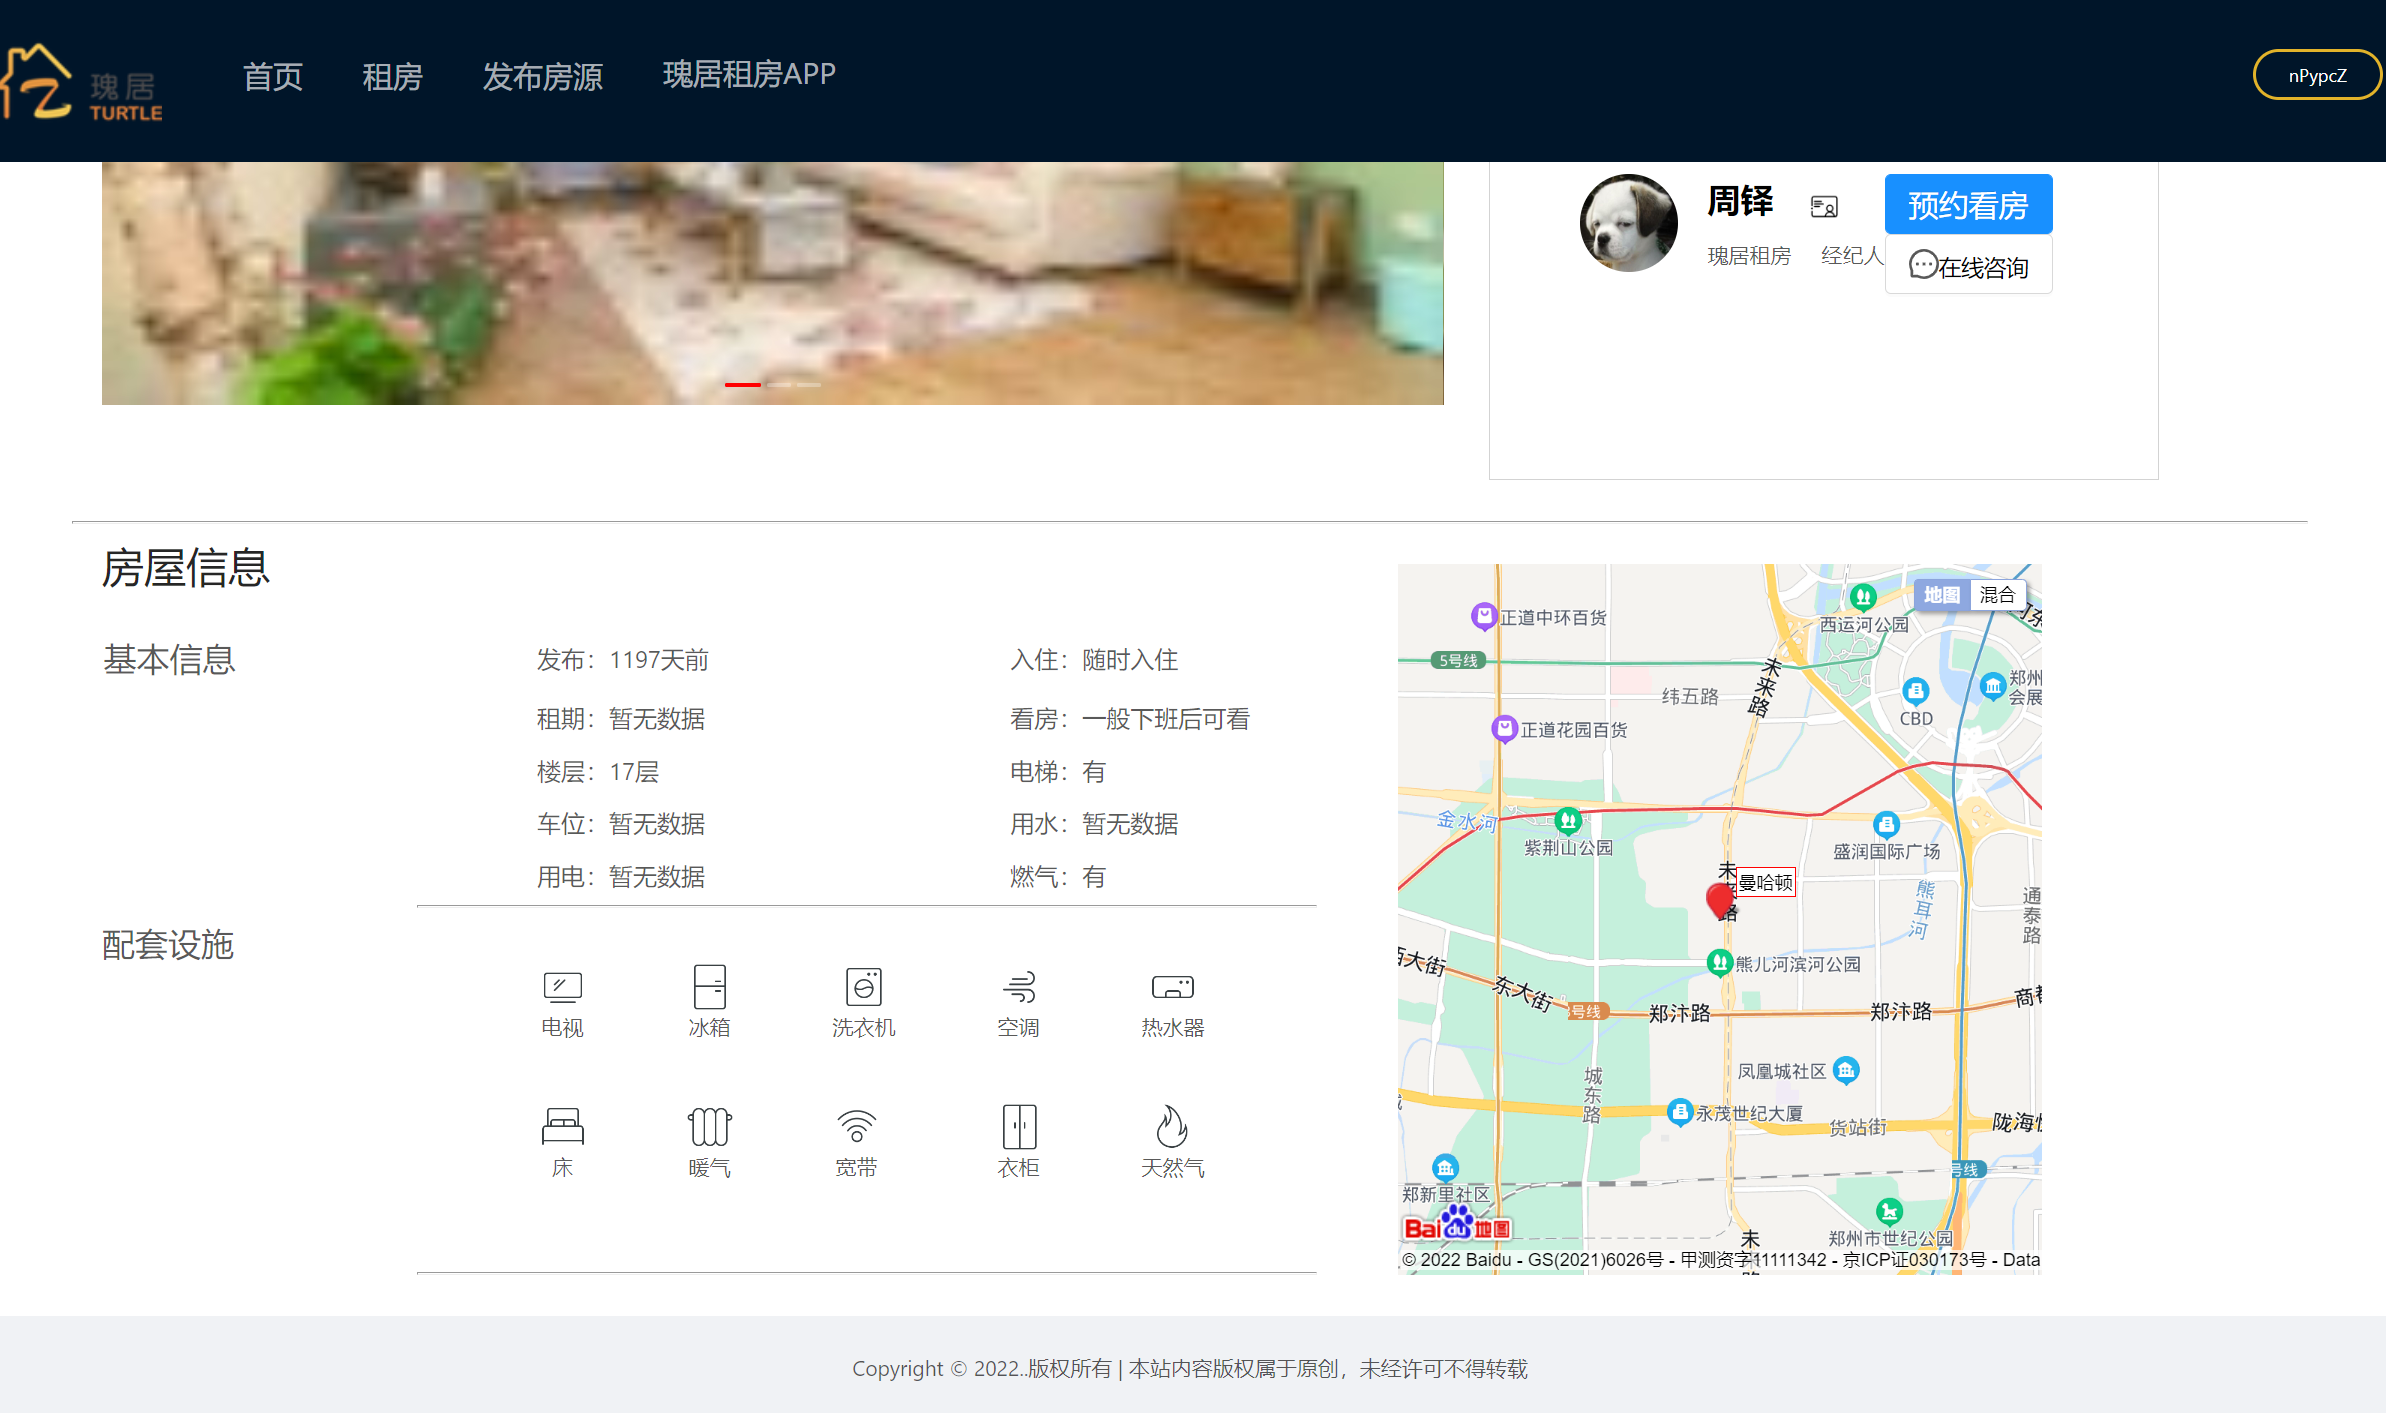 瑰居
TURTLE
首页
租房
发布房源
瑰居租房APP
nPypcZ
周铎
瑰居租房
经纪人
预约看房
在线咨询
房屋信息
基本信息
发布：1197天前
入住：随时入住
租期：暂无数据
看房：一般下班后可看
楼层：17层
电梯：有
车位：暂无数据
用水：暂无数据
用电：暂无数据
燃气：有
配套设施
电视
冰箱
洗衣机
空调
热水器
床
暖气
宽带
衣柜
天然气
地图
混合
正道中环百货
西运河公园
5号线
未来路
纬五路
郑州
会展
CBD
正道花园百货
金水河
紫荆山公园
盛润国际广场
曼哈顿
未来路
熊耳河
通泰路
熊儿河滨河公园
西大街
东大街
号线
郑汴路
郑汴路
商都
凤凰城社区
城东路
永茂世纪大厦
货站街
陇海快
号线
郑新里社区
郑州市世纪公园
未
Bai du 地图
© 2022 Baidu - GS(2021)6026号 - 甲测资字11111342 - 京ICP证030173号 - Data
Copyright © 2022..版权所有 | 本站内容版权属于原创，未经许可不得转载